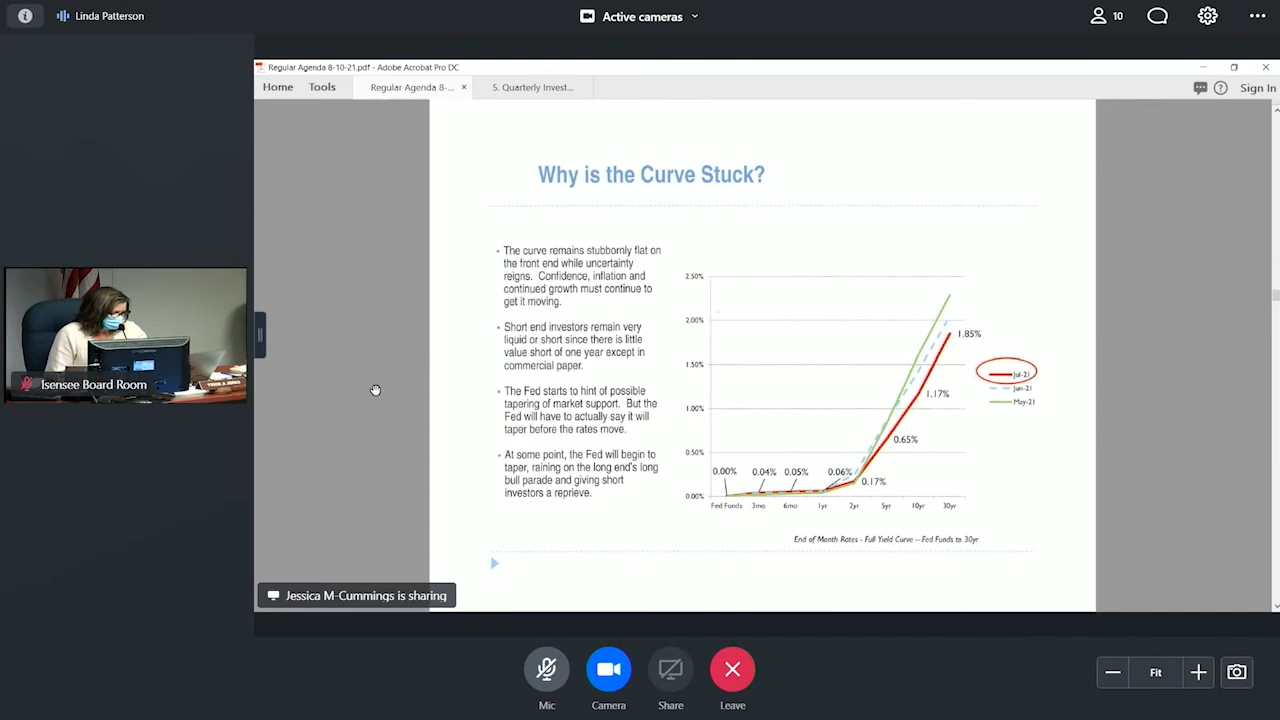 Linda Patterson
Active cameras
10
Regular Agenda 8-10-21.pdf - Adobe Acrobat Pro DC
Home
Tools
Regular Agenda 8-...
5. Quarterly Invest...
Sign In
Why is the Curve Stuck?
The curve remains stubbornly flat on
the front end while uncertainty
reigns. Confidence, inflation and
continued growth must continue to
get it moving.
Short end investors remain very
liquid or short since there is little
value short of one year except in
commercial paper.
The Fed starts to hint of possible
tapering of market support. But the
Fed will have to actually say it will
taper before the rates move.
At some point, the Fed will begin to
taper, raining on the long end's long
bull parade and giving short
investors a reprieve.
2.50%
2.00%
1.50%
1.00%
0.50%
0.00%
0.00%
0.04%
0.05%
0.06%
0.17%
0.65%
1.17%
1.85%
Fed Funds
3mo
6mo
1yr
2yr
5yr
10yr
30yr
Jul-21
Jun-21
May-21
End of Month Rates - Full Yield Curve – Fed Funds to 30yr
Isensee Board Room
Jessica M-Cummings is sharing
Mic
Camera
Share
Leave
Fit